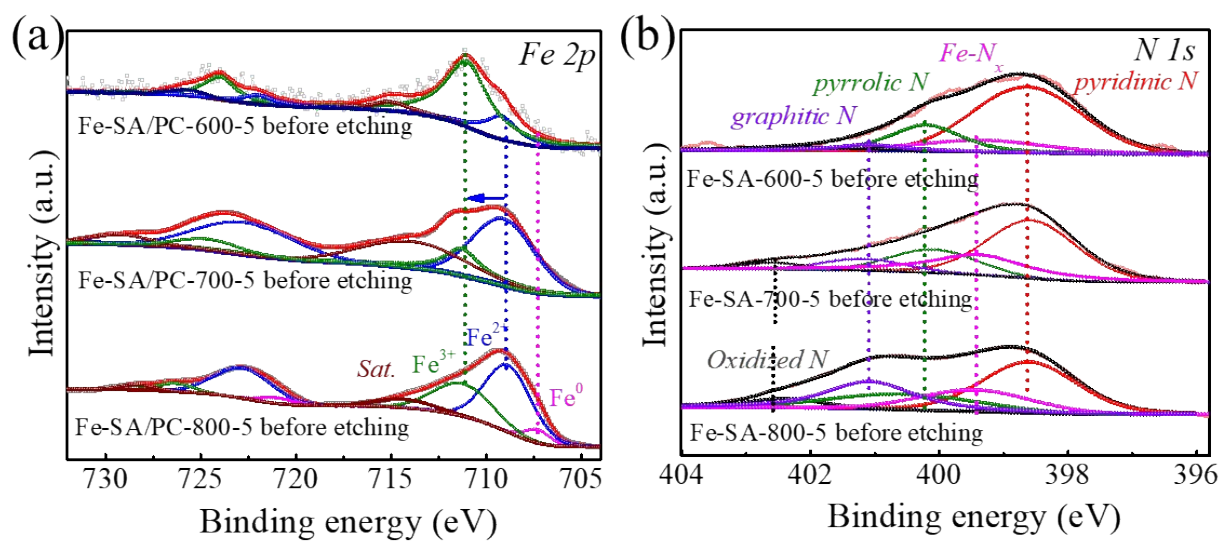 (a)
Fe 2p
Fe-SA/PC-600-5 before etching
Fe-SA/PC-700-5 before etching
Sat.
Fe³⁺
Fe²⁺
Fe⁰
Fe-SA/PC-800-5 before etching
730 725 720 715 710 705
Binding energy (eV)
Intensity (a.u.)
(b)
N 1s
Fe-Nₓ
pyrrolic N
pyridinic N
graphitic N
Fe-SA-600-5 before etching
Fe-SA-700-5 before etching
Oxidized N
Fe-SA-800-5 before etching
404 402 400 398 396
Binding energy (eV)
Intensity (a.u.)